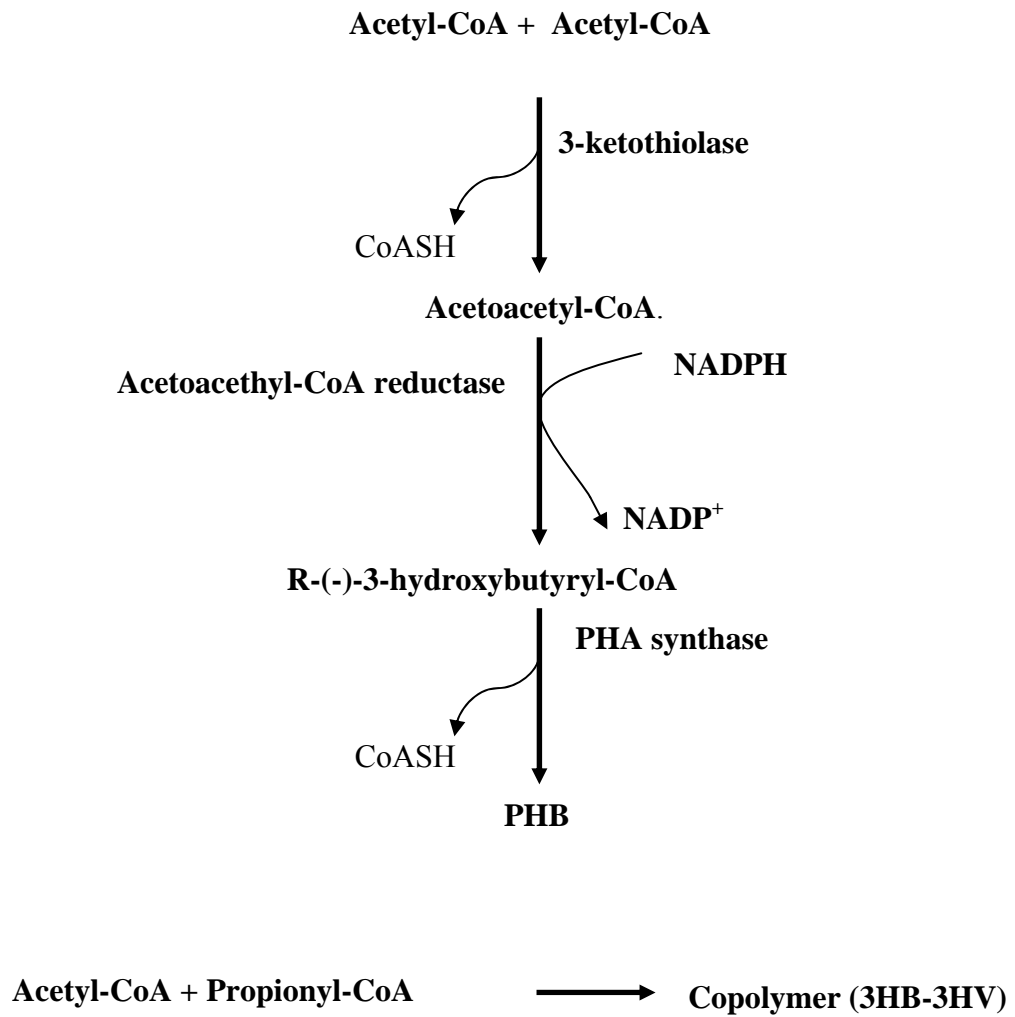 Acetyl-CoA + Acetyl-CoA
3-ketothiolase
CoASH
Acetoacetyl-CoA.
NADPH
Acetoacethyl-CoA reductase
NADP⁺
R-(-)-3-hydroxybutyryl-CoA
PHA synthase
CoASH
PHB
Acetyl-CoA + Propionyl-CoA
Copolymer (3HB-3HV)